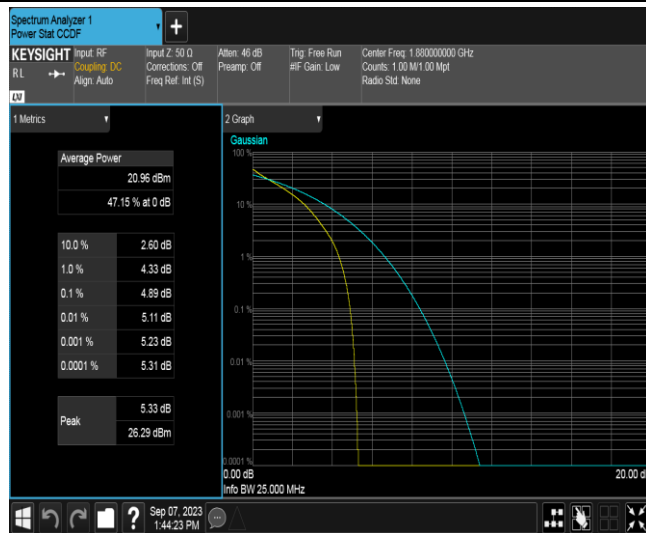 Spectrum Analyzer 1
Power Stat CCDF
+
KEYSIGHT
RL
Input: RF
Coupling: DC
Align: Auto
Input Z: 50 Ω
Corrections: Off
Freq Ref: Int (S)
Atten: 46 dB
Preamp: Off
Trig: Free Run
#IF Gain: Low
Center Freq: 1.880000000 GHz
Counts: 1.00 M/1.00 Mpt
Radio Std: None
1 Metrics
Average Power
20.96 dBm
47.15 % at 0 dB
10.0 % 2.60 dB
1.0 % 4.33 dB
0.1 % 4.89 dB
0.01 % 5.11 dB
0.001 % 5.23 dB
0.0001 % 5.31 dB
Peak
5.33 dB
26.29 dBm
2 Graph
Gaussian
100 %
10 %
1 %
0.1 %
0.01 %
0.001 %
0.0001 %
0.00 dB
20.00 d
Info BW 25.000 MHz
?
Sep 07, 2023
1:44:23 PM